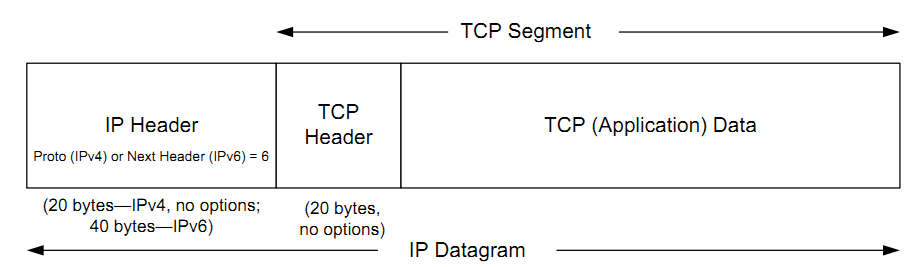 TCP Segment
IP Header
Proto (IPv4) or Next Header (IPv6) = 6
TCP
Header
TCP (Application) Data
(20 bytes—IPv4, no options;
40 bytes—IPv6)
(20 bytes,
no options)
IP Datagram